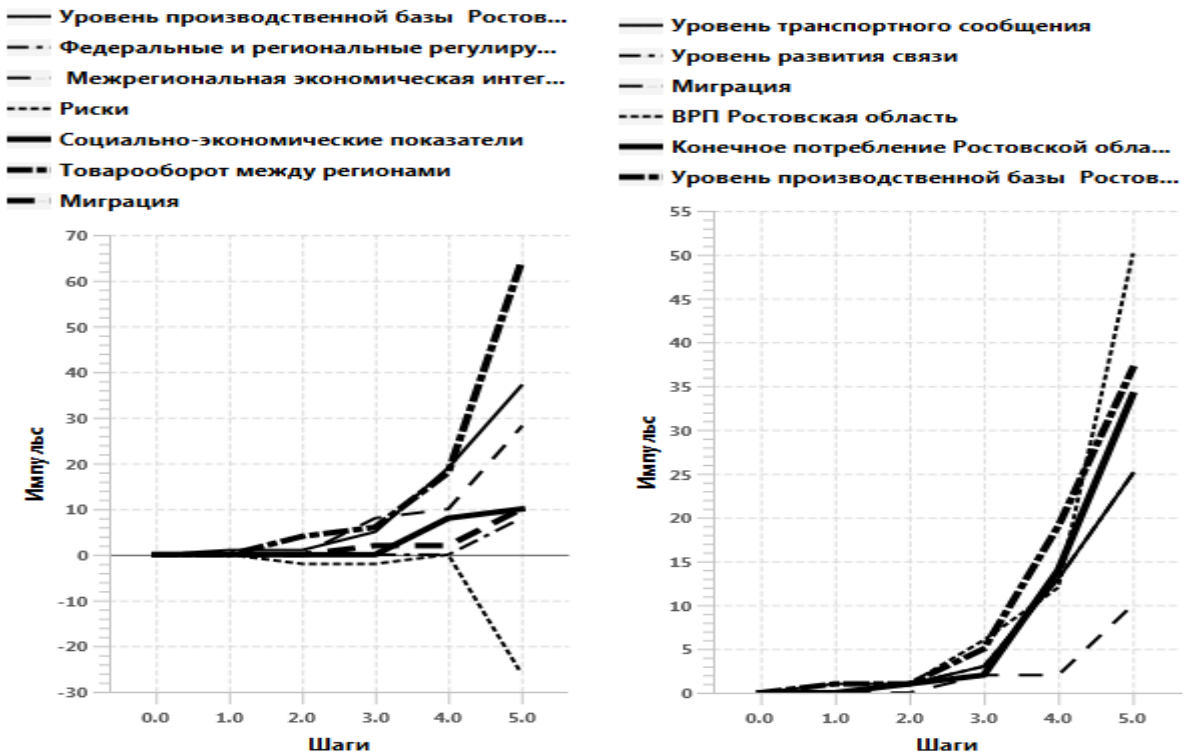 Уровень производственной базы  Ростов...
Федеральные и региональные регулиру...
Межрегиональная экономическая интег...
Риски
Социально-экономические показатели
Товарооборот между регионами
Миграция
70
60
50
40
30
20
10
0
-10
-20
-30
Импульс
0.0 1.0 2.0 3.0 4.0 5.0
Шаги
Уровень транспортного сообщения
Уровень развития связи
Миграция
ВРП Ростовская область
Конечное потребление Ростовской обла...
Уровень производственной базы  Ростов...
55
50
45
40
35
30
25
20
15
10
5
0
Импульс
0.0 1.0 2.0 3.0 4.0 5.0
Шаги